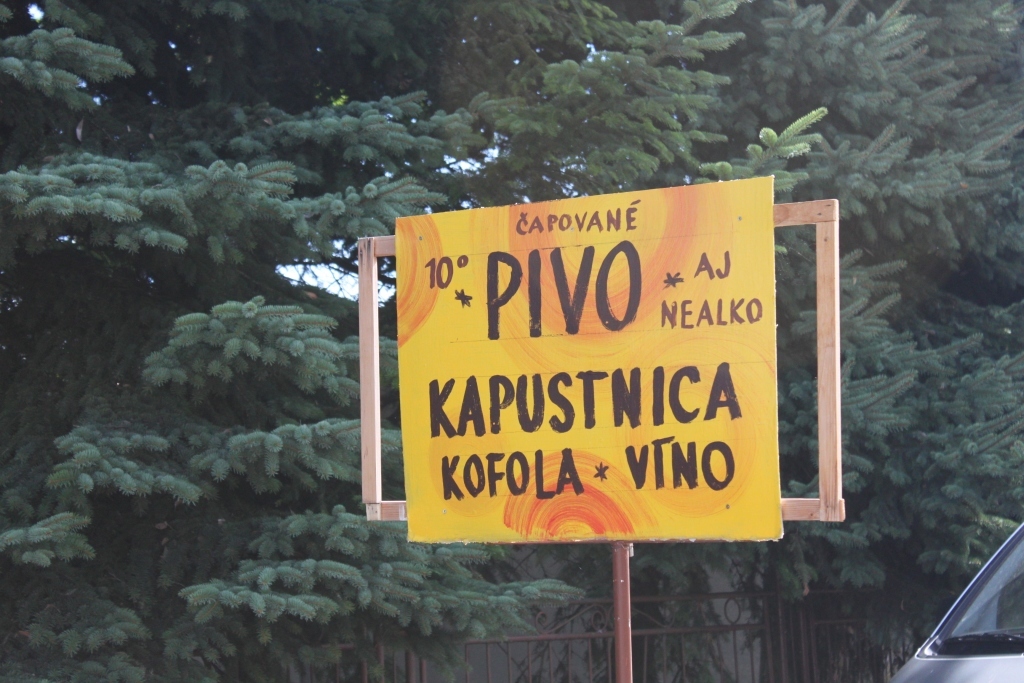 ČAPOVANÉ
10° * PIVO * AJ NEALKO
KAPUSTNICA
KOFOLA * VÍNO